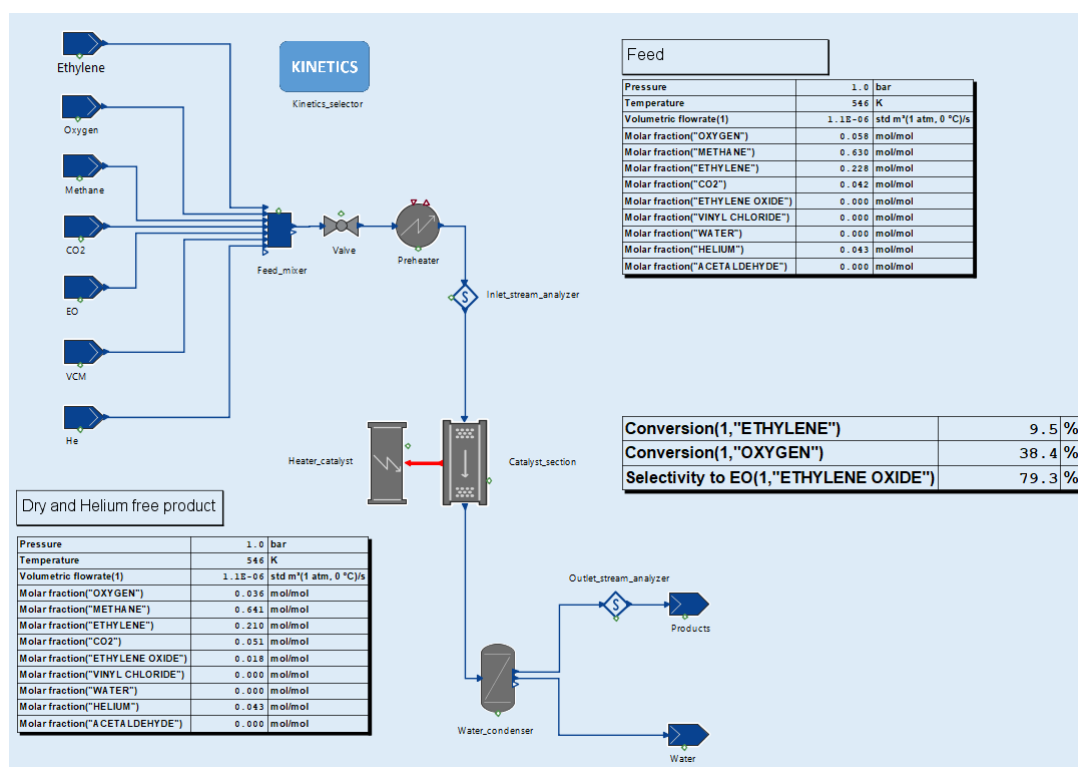 Ethylene
KINETICS
Kinetics_selector
Oxygen
Methane
CO2
EO
VCM
He
Feed_mixer
Valve
Preheater
Inlet_stream_analyzer
Heater_catalyst
Catalyst_section
Feed
Pressure 1.0 bar
Temperature 546 K
Volumetric flowrate(1) 1.1E-06 std m³(1 atm, 0 °C)/s
Molar fraction("OXYGEN") 0.058 mol/mol
Molar fraction("METHANE") 0.630 mol/mol
Molar fraction("ETHYLENE") 0.228 mol/mol
Molar fraction("CO2") 0.042 mol/mol
Molar fraction("ETHYLENE OXIDE") 0.000 mol/mol
Molar fraction("VINYL CHLORIDE") 0.000 mol/mol
Molar fraction("WATER") 0.000 mol/mol
Molar fraction("HELIUM") 0.043 mol/mol
Molar fraction("ACETALDEHYDE") 0.000 mol/mol
Conversion(1,"ETHYLENE") 9.5 %
Conversion(1,"OXYGEN") 38.4 %
Selectivity to EO(1,"ETHYLENE OXIDE") 79.3 %
Dry and Helium free product
Pressure 1.0 bar
Temperature 546 K
Volumetric flowrate(1) 1.1E-06 std m³(1 atm, 0 °C)/s
Molar fraction("OXYGEN") 0.036 mol/mol
Molar fraction("METHANE") 0.641 mol/mol
Molar fraction("ETHYLENE") 0.210 mol/mol
Molar fraction("CO2") 0.051 mol/mol
Molar fraction("ETHYLENE OXIDE") 0.018 mol/mol
Molar fraction("VINYL CHLORIDE") 0.000 mol/mol
Molar fraction("WATER") 0.000 mol/mol
Molar fraction("HELIUM") 0.043 mol/mol
Molar fraction("ACETALDEHYDE") 0.000 mol/mol
Outlet_stream_analyzer
S
S
Products
Water_condenser
Water